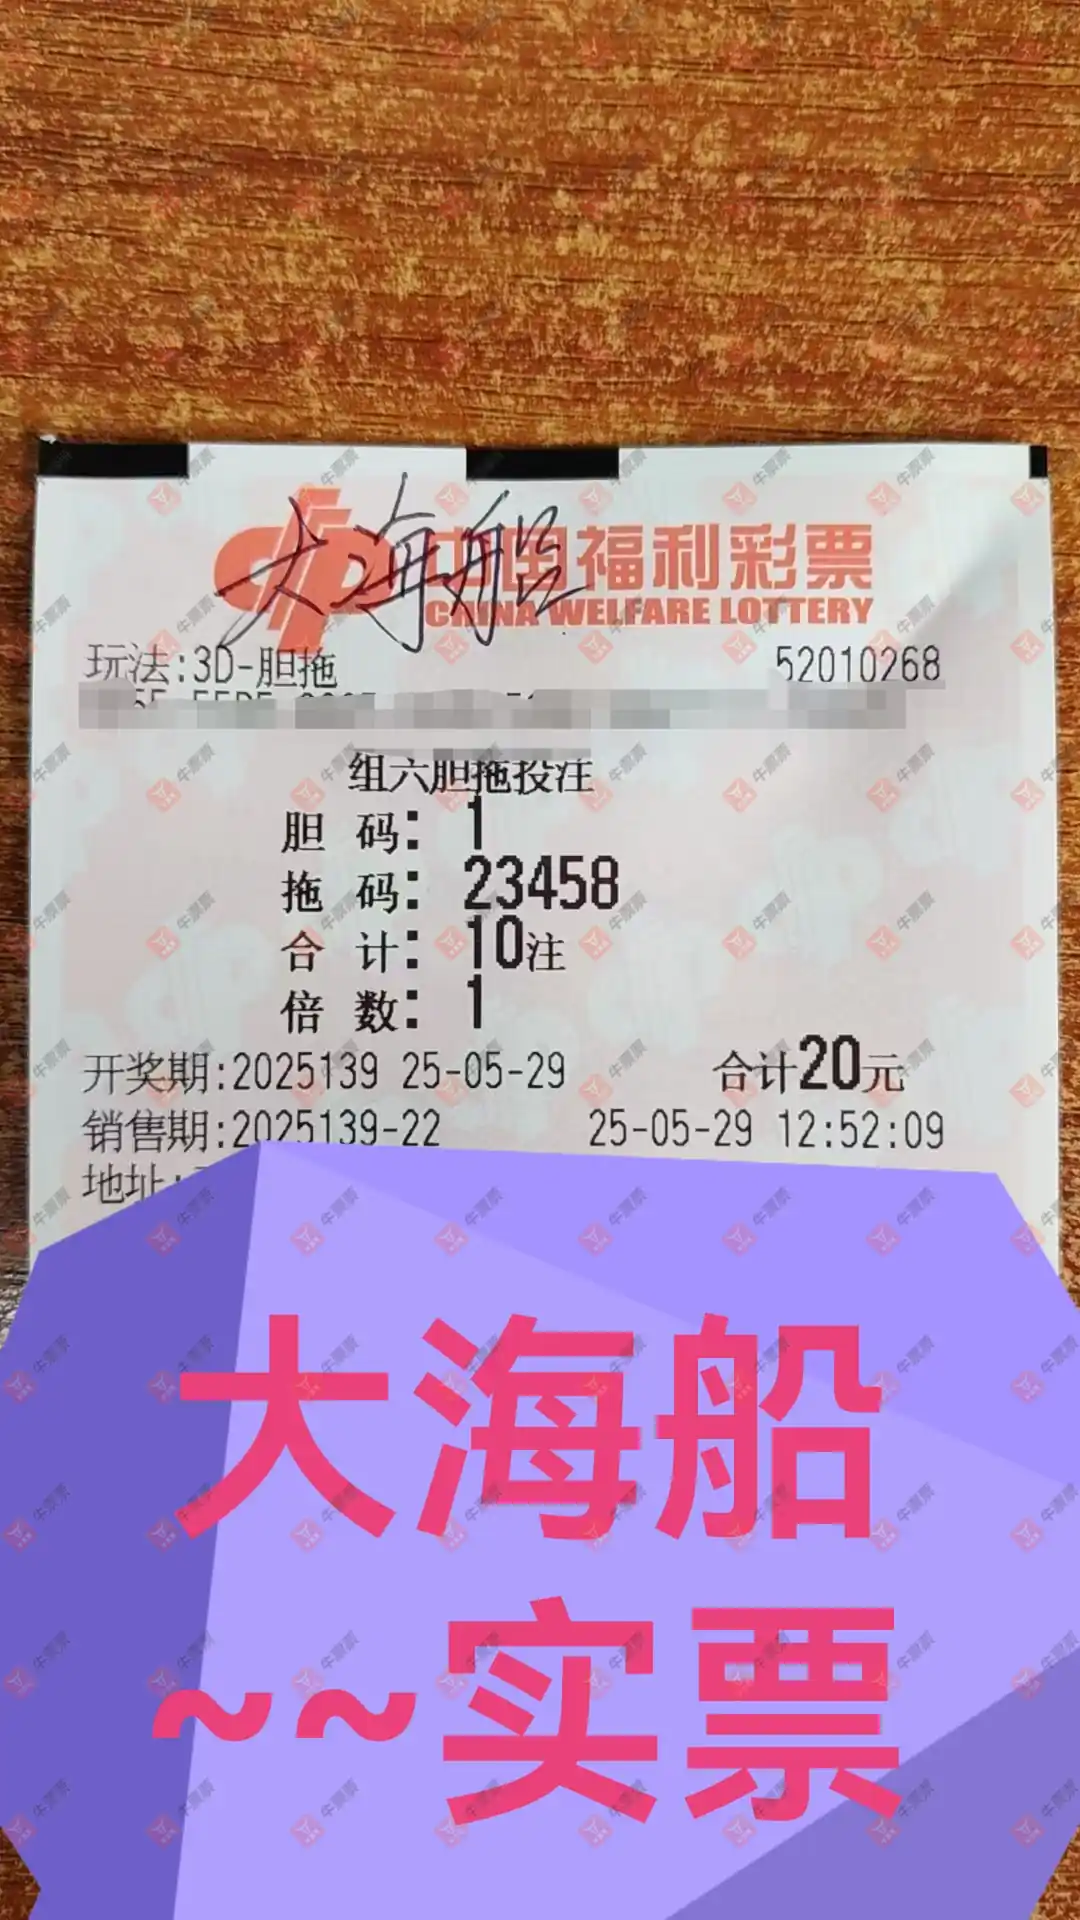 大海船
中国福利彩票
CHINA WELFARE LOTTERY
玩法:3D-胆拖 52010268
组六胆拖投注
胆 码: 1
拖 码: 23458
合 计: 10注
倍 数: 1
开奖期:2025139 25-05-29 合计20元
销售期:2025139-22 25-05-29 12:52:09
地址:
大海船
~~实票
牛票票